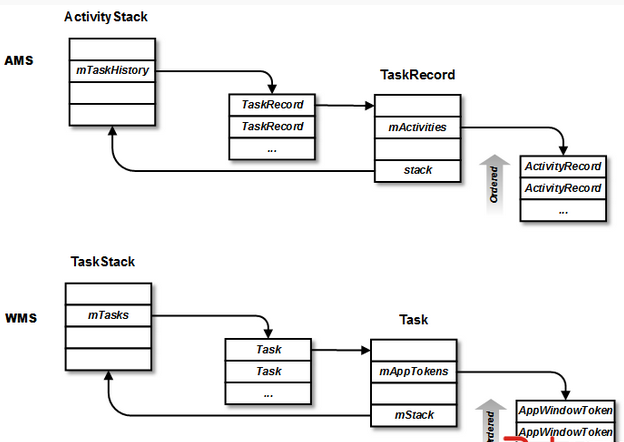 ActivityStack
AMS
mTaskHistory
TaskRecord
TaskRecord
TaskRecord
...
mActivities
stack
Ordered
ActivityRecord
ActivityRecord
...
TaskStack
WMS
mTasks
Task
Task
Task
...
mAppTokens
mStack
Ordered
AppWindowToken
AppWindowToken